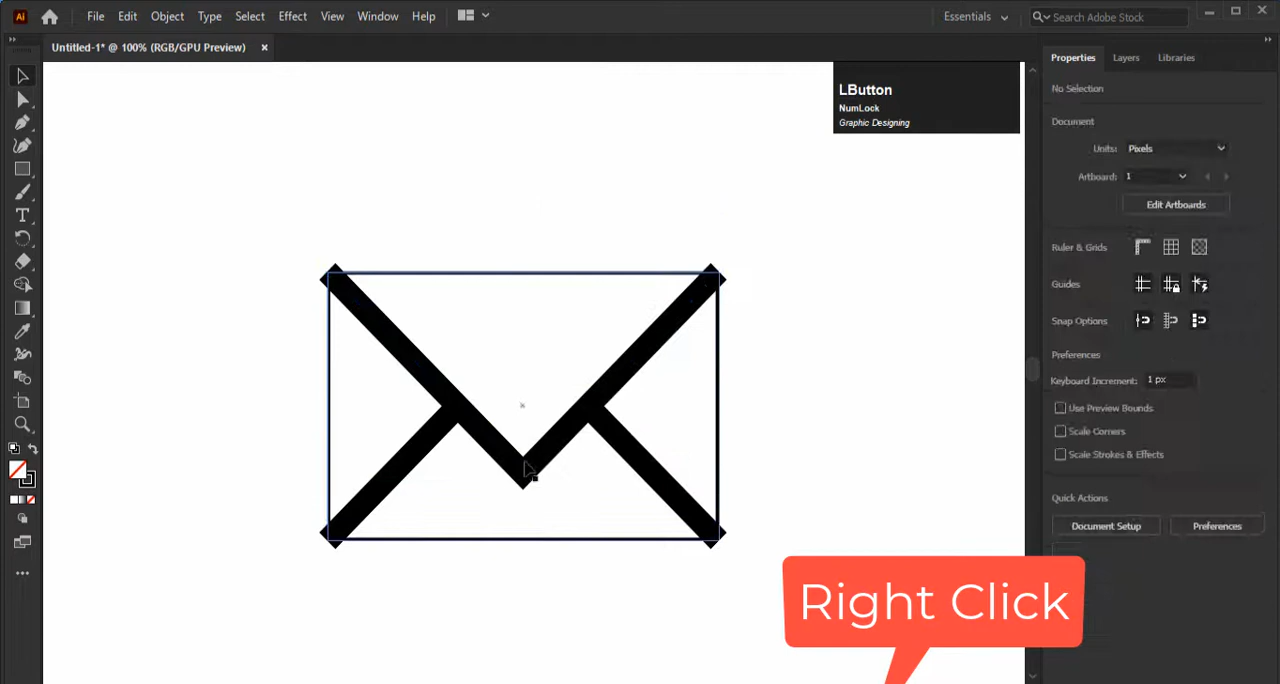 Ai File Edit Object Type Select Effect View Window Help Essentials Search Adobe Stock
Untitled-1* @ 100% (RGB/GPU Preview) ×
LButton
NumLock
Graphic Designing
Properties Layers Libraries
No Selection
Document
Units: Pixels
Artboard: 1
Edit Artboards
Ruler & Grids
Guides
Snap Options
Preferences
Keyboard Increment: 1 px
Use Preview Bounds
Scale Corners
Scale Strokes & Effects
Quick Actions
Document Setup Preferences
Right Click